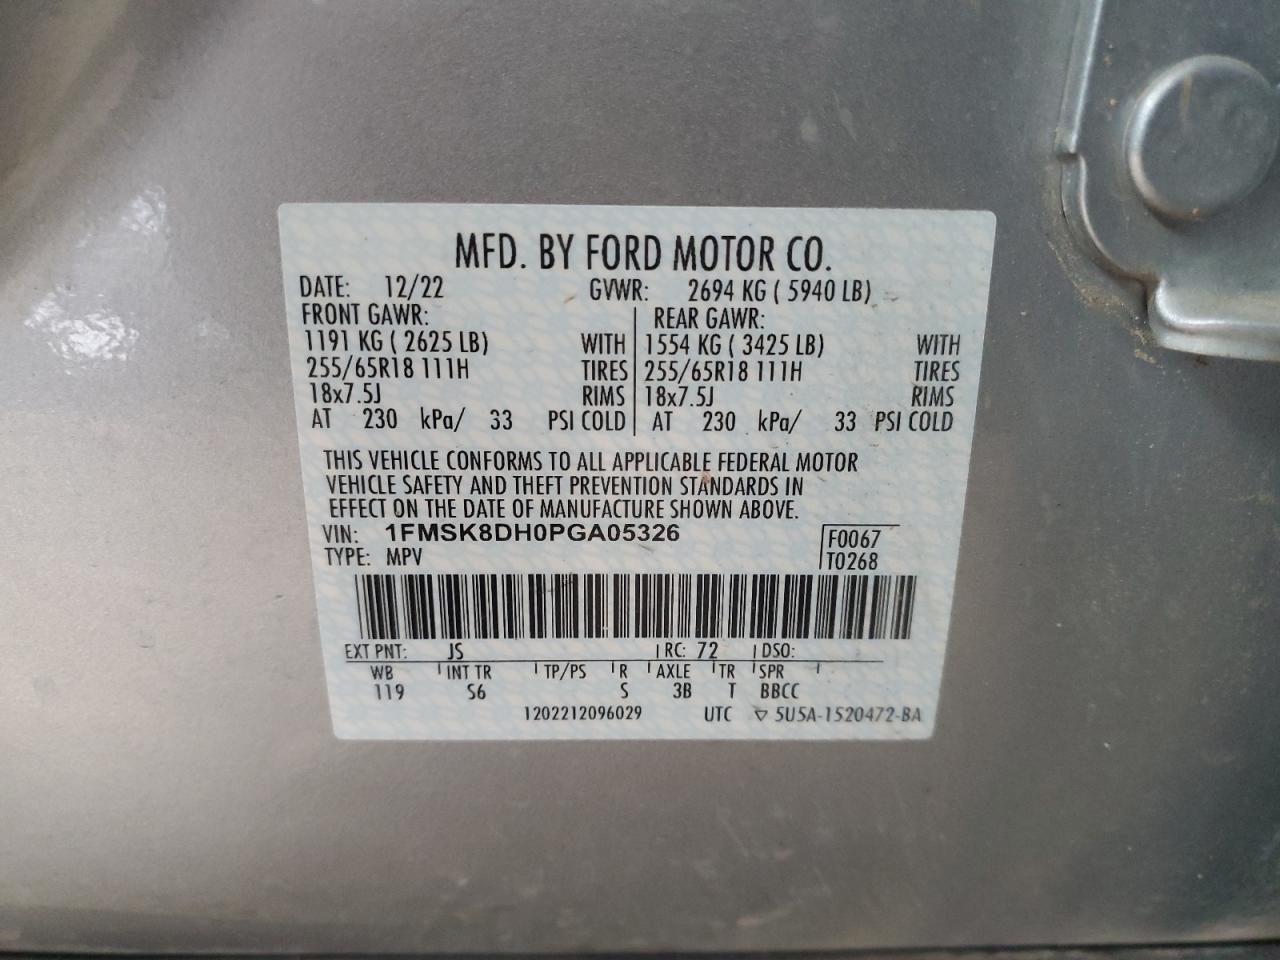 MFD. BY FORD MOTOR CO.
DATE: 12/22 GVWR: 2694 KG ( 5940 LB)
FRONT GAWR: REAR GAWR:
1191 KG ( 2625 LB) WITH 1554 KG ( 3425 LB) WITH
255/65R18 111H TIRES 255/65R18 111H TIRES
18x7.5J RIMS 18x7.5J RIMS
AT 230 kPa/ 33 PSI COLD AT 230 kPa/ 33 PSI COLD
THIS VEHICLE CONFORMS TO ALL APPLICABLE FEDERAL MOTOR
VEHICLE SAFETY AND THEFT PREVENTION STANDARDS IN
EFFECT ON THE DATE OF MANUFACTURE SHOWN ABOVE.
VIN: 1FMSK8DH0PGA05326 F0067
TYPE: MPV T0268
EXT PNT: JS RC: 72 DSO:
WB INT TR TP/PS R AXLE TR SPR
119 S6 S 3B T BBCC
1202212096029 UTC ▽ 5U5A-1520472-BA